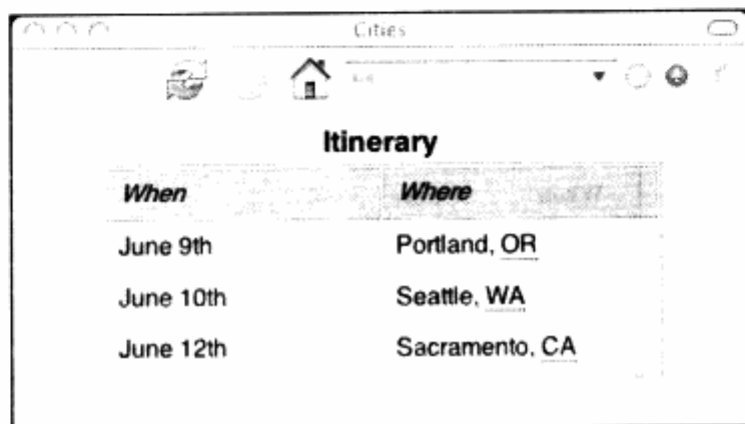 Cities
Itinerary
When Where
June 9th Portland, OR
June 10th Seattle, WA
June 12th Sacramento, CA